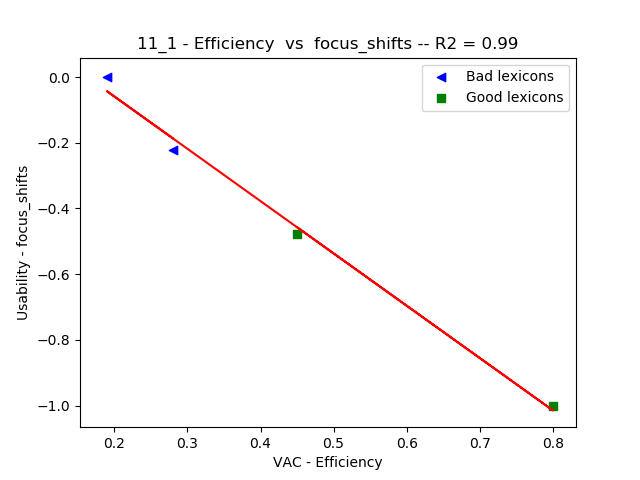 11_1 - Efficiency  vs  focus_shifts -- R2 = 0.99
Bad lexicons
Good lexicons
Usability - focus_shifts
0.0
−0.2
−0.4
−0.6
−0.8
−1.0
0.2 0.3 0.4 0.5 0.6 0.7 0.8
VAC - Efficiency